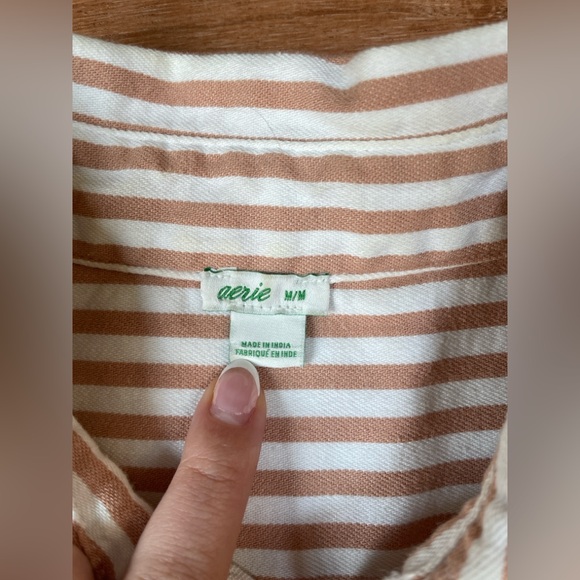 aerie M/M
MADE IN INDIA
FABRIQUÉ EN INDE